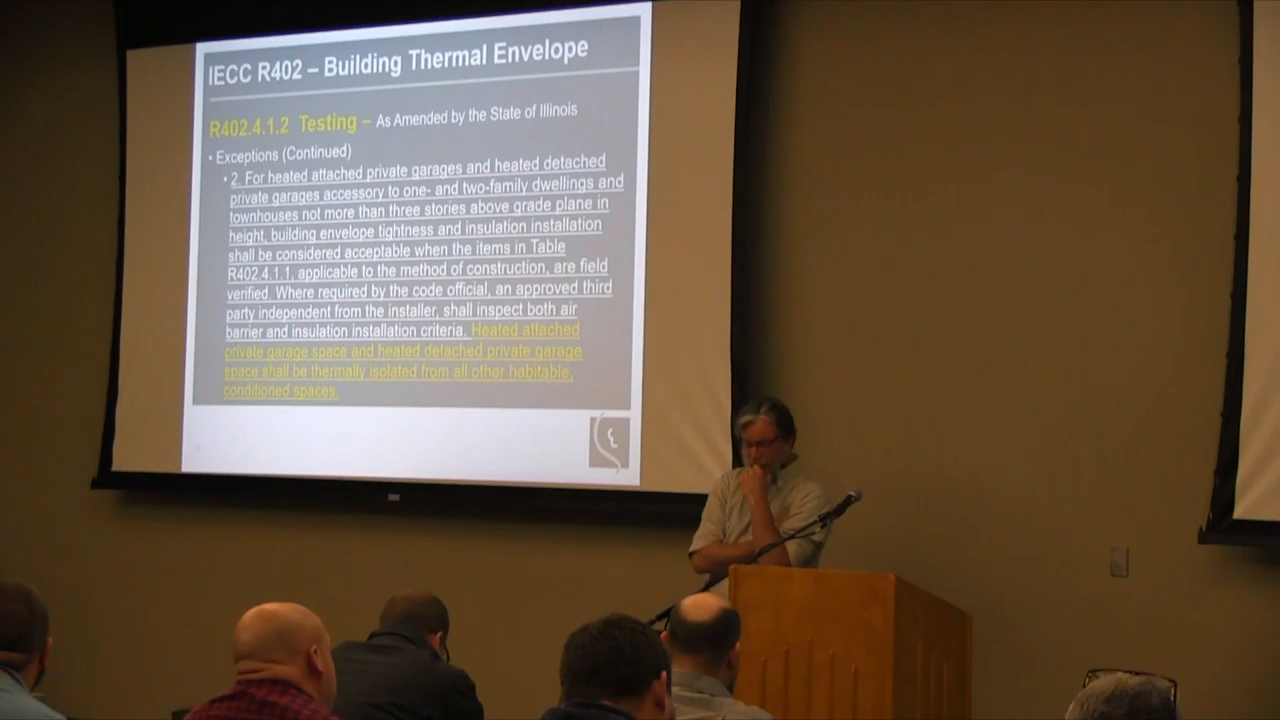 IECC R402 – Building Thermal Envelope
R402.4.1.2 Testing – As Amended by the State of Illinois
• Exceptions (Continued)
• 2. For heated attached private garages and heated detached
private garages accessory to one- and two-family dwellings and
townhouses not more than three stories above grade plane in
height, building envelope tightness and insulation installation
shall be considered acceptable when the items in Table
R402.4.1.1, applicable to the method of construction, are field
verified. Where required by the code official, an approved third
party independent from the installer, shall inspect both air
barrier and insulation installation criteria. Heated attached
private garage space and heated detached private garage
space shall be thermally isolated from all other habitable,
conditioned spaces.